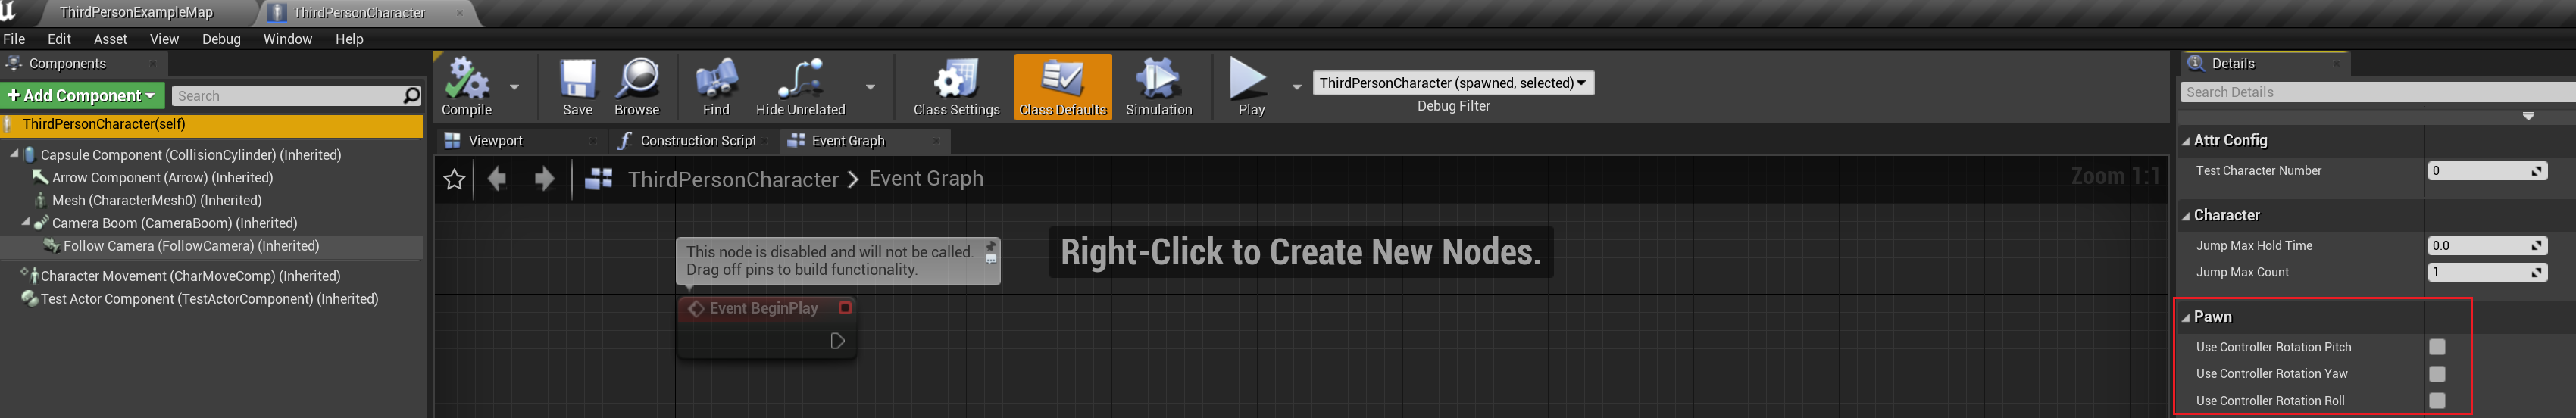 ThirdPersonExampleMap
ThirdPersonCharacter
File Edit Asset View Debug Window Help
Components
+ Add Component
Search
ThirdPersonCharacter(self)
Capsule Component (CollisionCylinder) (Inherited)
Arrow Component (Arrow) (Inherited)
Mesh (CharacterMesh0) (Inherited)
Camera Boom (CameraBoom) (Inherited)
Follow Camera (FollowCamera) (Inherited)
Character Movement (CharMoveComp) (Inherited)
Test Actor Component (TestActorComponent) (Inherited)
Compile
Save
Browse
Find
Hide Unrelated
Class Settings
Class Defaults
Simulation
Play
ThirdPersonCharacter (spawned, selected)
Debug Filter
Viewport
Construction Script
Event Graph
ThirdPersonCharacter > Event Graph
Zoom 1:1
This node is disabled and will not be called.
Drag off pins to build functionality.
Right-Click to Create New Nodes.
Event BeginPlay
Details
Search Details
Attr Config
Test Character Number 0
Character
Jump Max Hold Time 0.0
Jump Max Count 1
Pawn
Use Controller Rotation Pitch
Use Controller Rotation Yaw
Use Controller Rotation Roll